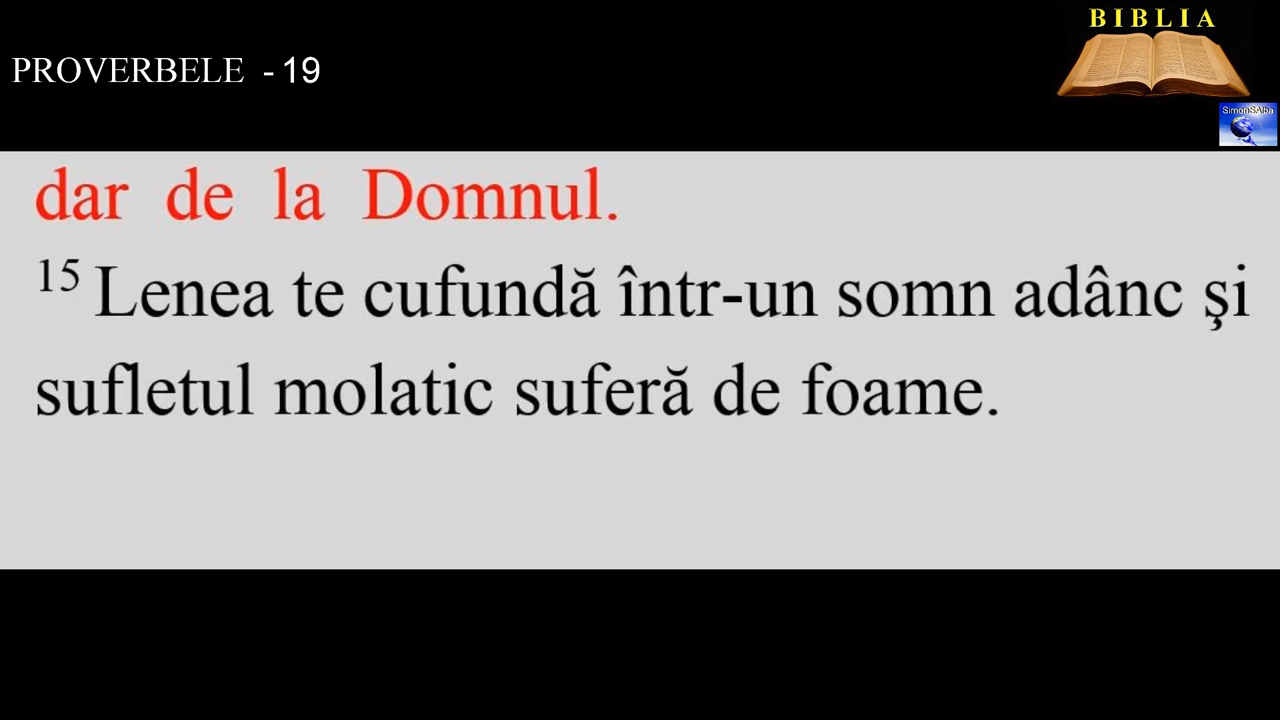 BIBLIA
PROVERBELE - 19
SimonSAlba
dar de la Domnul.
15 Lenea te cufundă într-un somn adânc şi
sufletul molatic suferă de foame.